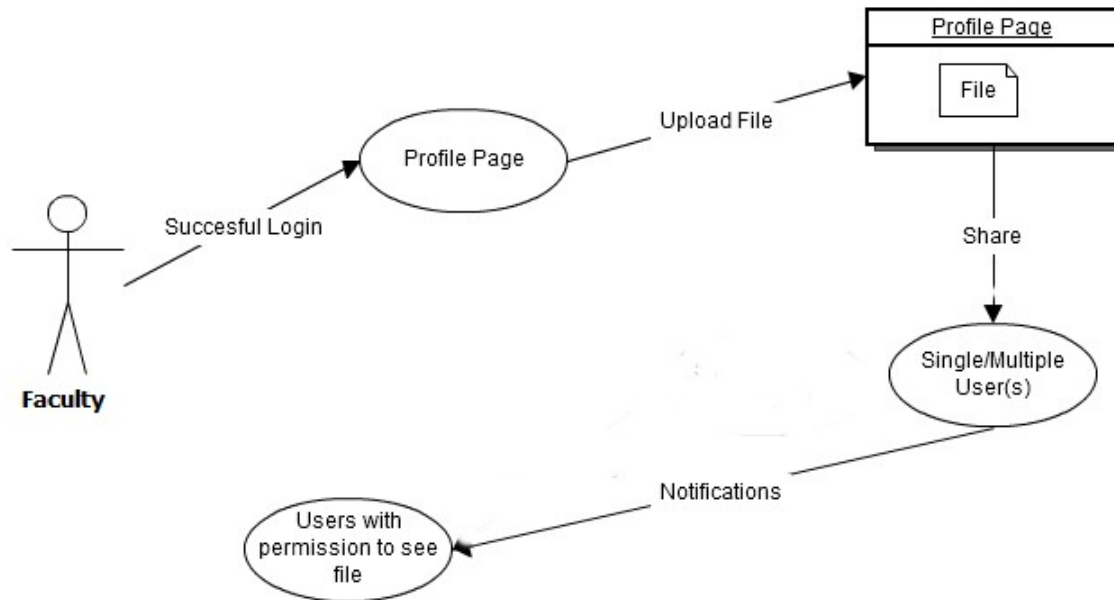 Profile Page
File
Upload File
Profile Page
Succesful Login
Share
Faculty
Single/Multiple
User(s)
Notifications
Users with
permission to see
file